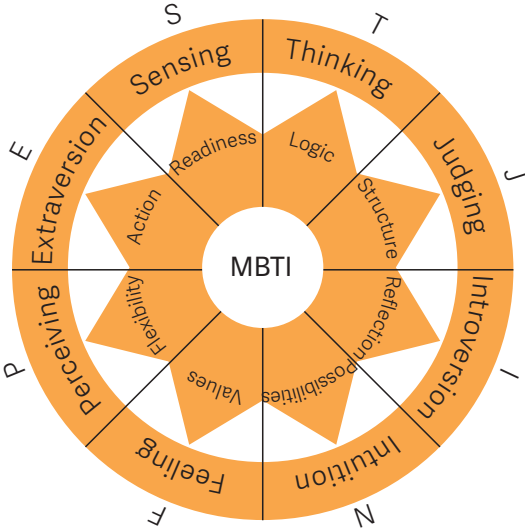 S
Sensing
Readiness
T
Thinking
Logic
J
Judging
Structure
I
Introversion
Reflection
N
Intuition
Possibilities
F
Feeling
Values
P
Perceiving
Flexibility
E
Extraversion
Action
MBTI